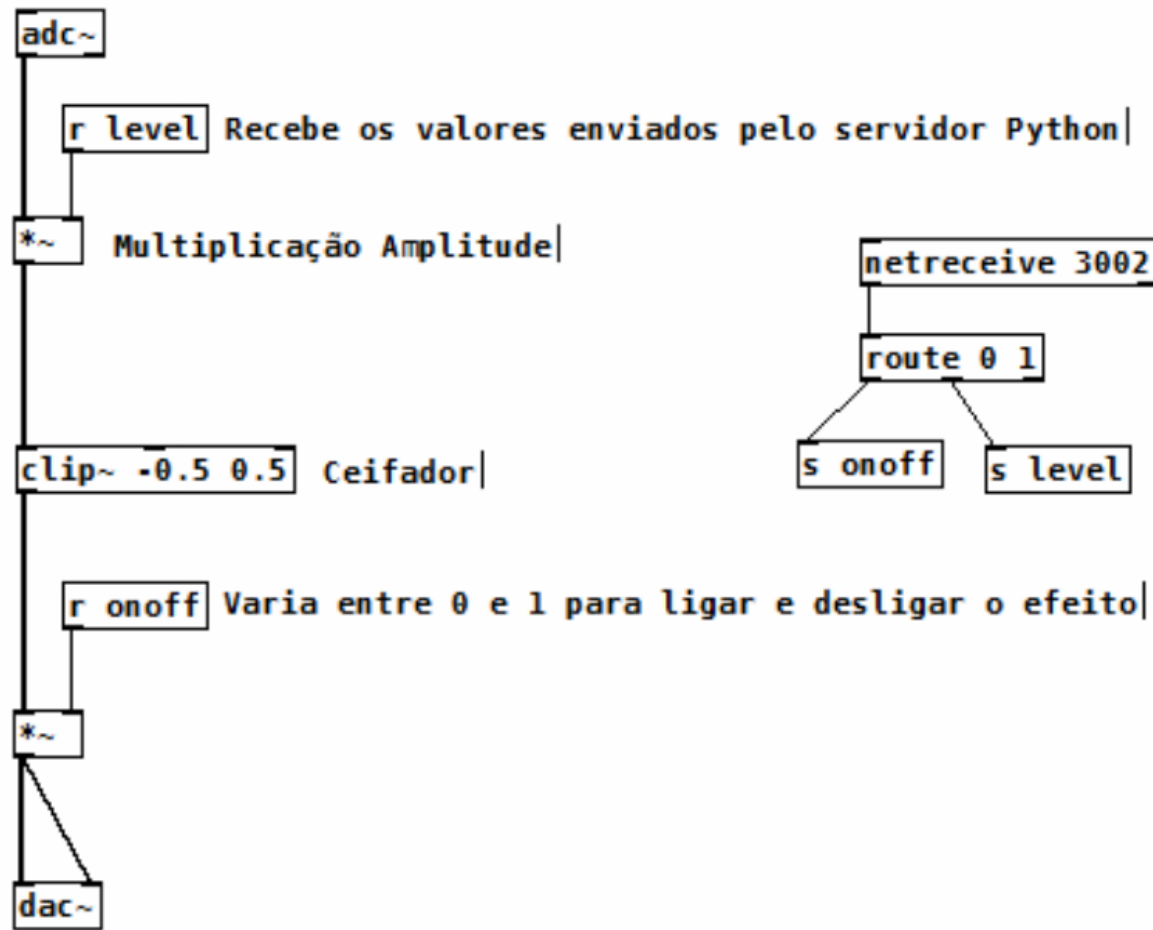 adc~
r level Recebe os valores enviados pelo servidor Python
*~ Multiplicação Amplitude
netreceive 3002
route 0 1
s onoff s level
clip~ -0.5 0.5 Ceifador
r onoff Varia entre 0 e 1 para ligar e desligar o efeito
*~
dac~